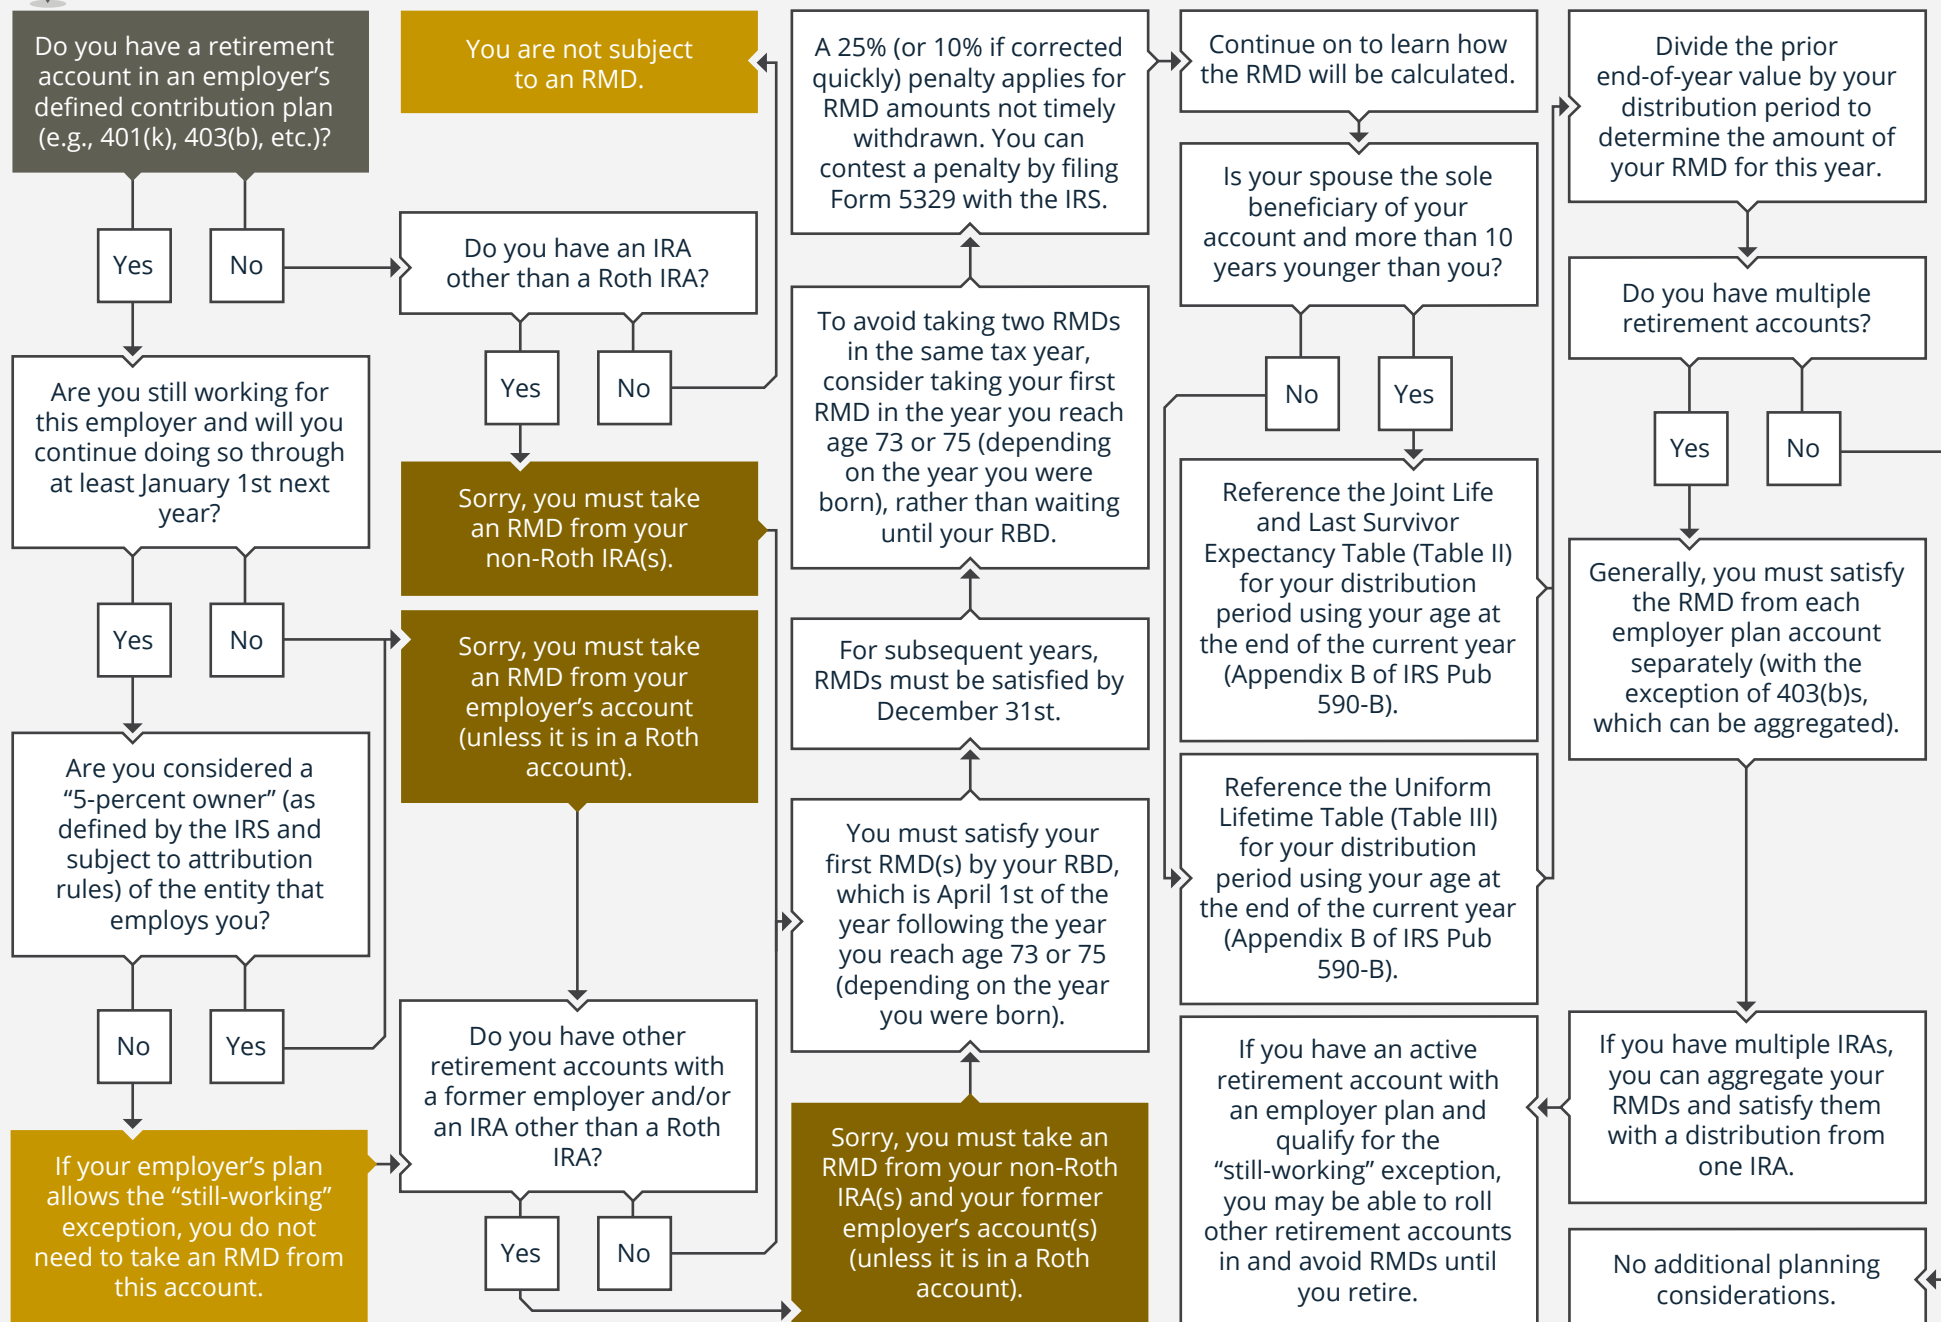 Do you have a retirement
account in an employer’s
defined contribution plan
(e.g., 401(k), 403(b), etc.)?
Yes
No
Are you still working for
this employer and will you
continue doing so through
at least January 1st next
year?
Yes
No
Are you considered a
“5-percent owner” (as
defined by the IRS and
subject to attribution
rules) of the entity that
employs you?
No
Yes
If your employer’s plan
allows the “still-working”
exception, you do not
need to take an RMD from
this account.
You are not subject
to an RMD.
Do you have an IRA
other than a Roth IRA?
Yes
No
Sorry, you must take
an RMD from your
non-Roth IRA(s).
Sorry, you must take
an RMD from your
employer’s account
(unless it is in a Roth
account).
Do you have other
retirement accounts with
a former employer and/or
an IRA other than a Roth
IRA?
Yes
No
A 25% (or 10% if corrected
quickly) penalty applies for
RMD amounts not timely
withdrawn. You can
contest a penalty by filing
Form 5329 with the IRS.
To avoid taking two RMDs
in the same tax year,
consider taking your first
RMD in the year you reach
age 73 or 75 (depending
on the year you were
born), rather than waiting
until your RBD.
For subsequent years,
RMDs must be satisfied by
December 31st.
You must satisfy your
first RMD(s) by your RBD,
which is April 1st of the
year following the year
you reach age 73 or 75
(depending on the year
you were born).
Sorry, you must take an
RMD from your non-Roth
IRA(s) and your former
employer’s account(s)
(unless it is in a Roth
account).
Continue on to learn how
the RMD will be calculated.
Is your spouse the sole
beneficiary of your
account and more than 10
years younger than you?
No
Yes
Reference the Joint Life
and Last Survivor
Expectancy Table (Table II)
for your distribution
period using your age at
the end of the current year
(Appendix B of IRS Pub
590-B).
Reference the Uniform
Lifetime Table (Table III)
for your distribution
period using your age at
the end of the current year
(Appendix B of IRS Pub
590-B).
If you have an active
retirement account with
an employer plan and
qualify for the
“still-working” exception,
you may be able to roll
other retirement accounts
in and avoid RMDs until
you retire.
Divide the prior
end-of-year value by your
distribution period to
determine the amount of
your RMD for this year.
Do you have multiple
retirement accounts?
Yes
No
Generally, you must satisfy
the RMD from each
employer plan account
separately (with the
exception of 403(b)s,
which can be aggregated).
If you have multiple IRAs,
you can aggregate your
RMDs and satisfy them
with a distribution from
one IRA.
No additional planning
considerations.